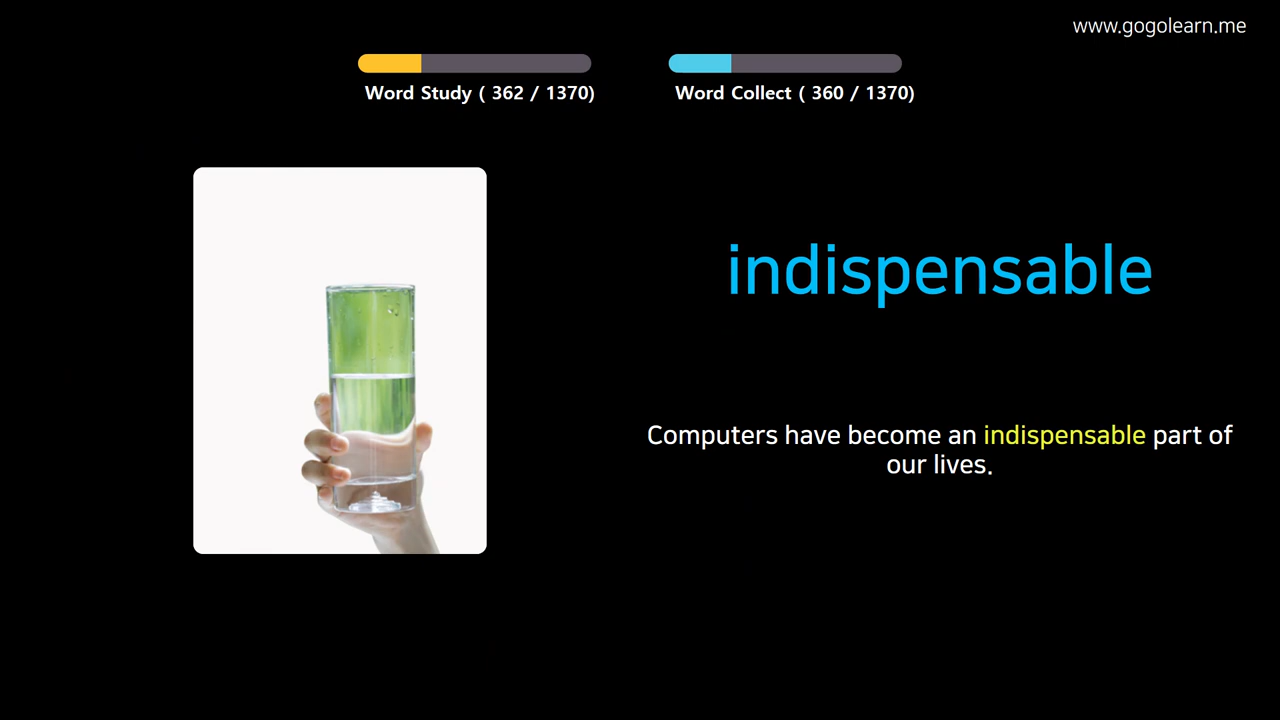 www.gogolearn.me
Word Study ( 362 / 1370)
Word Collect ( 360 / 1370)
indispensable
Computers have become an indispensable part of
our lives.